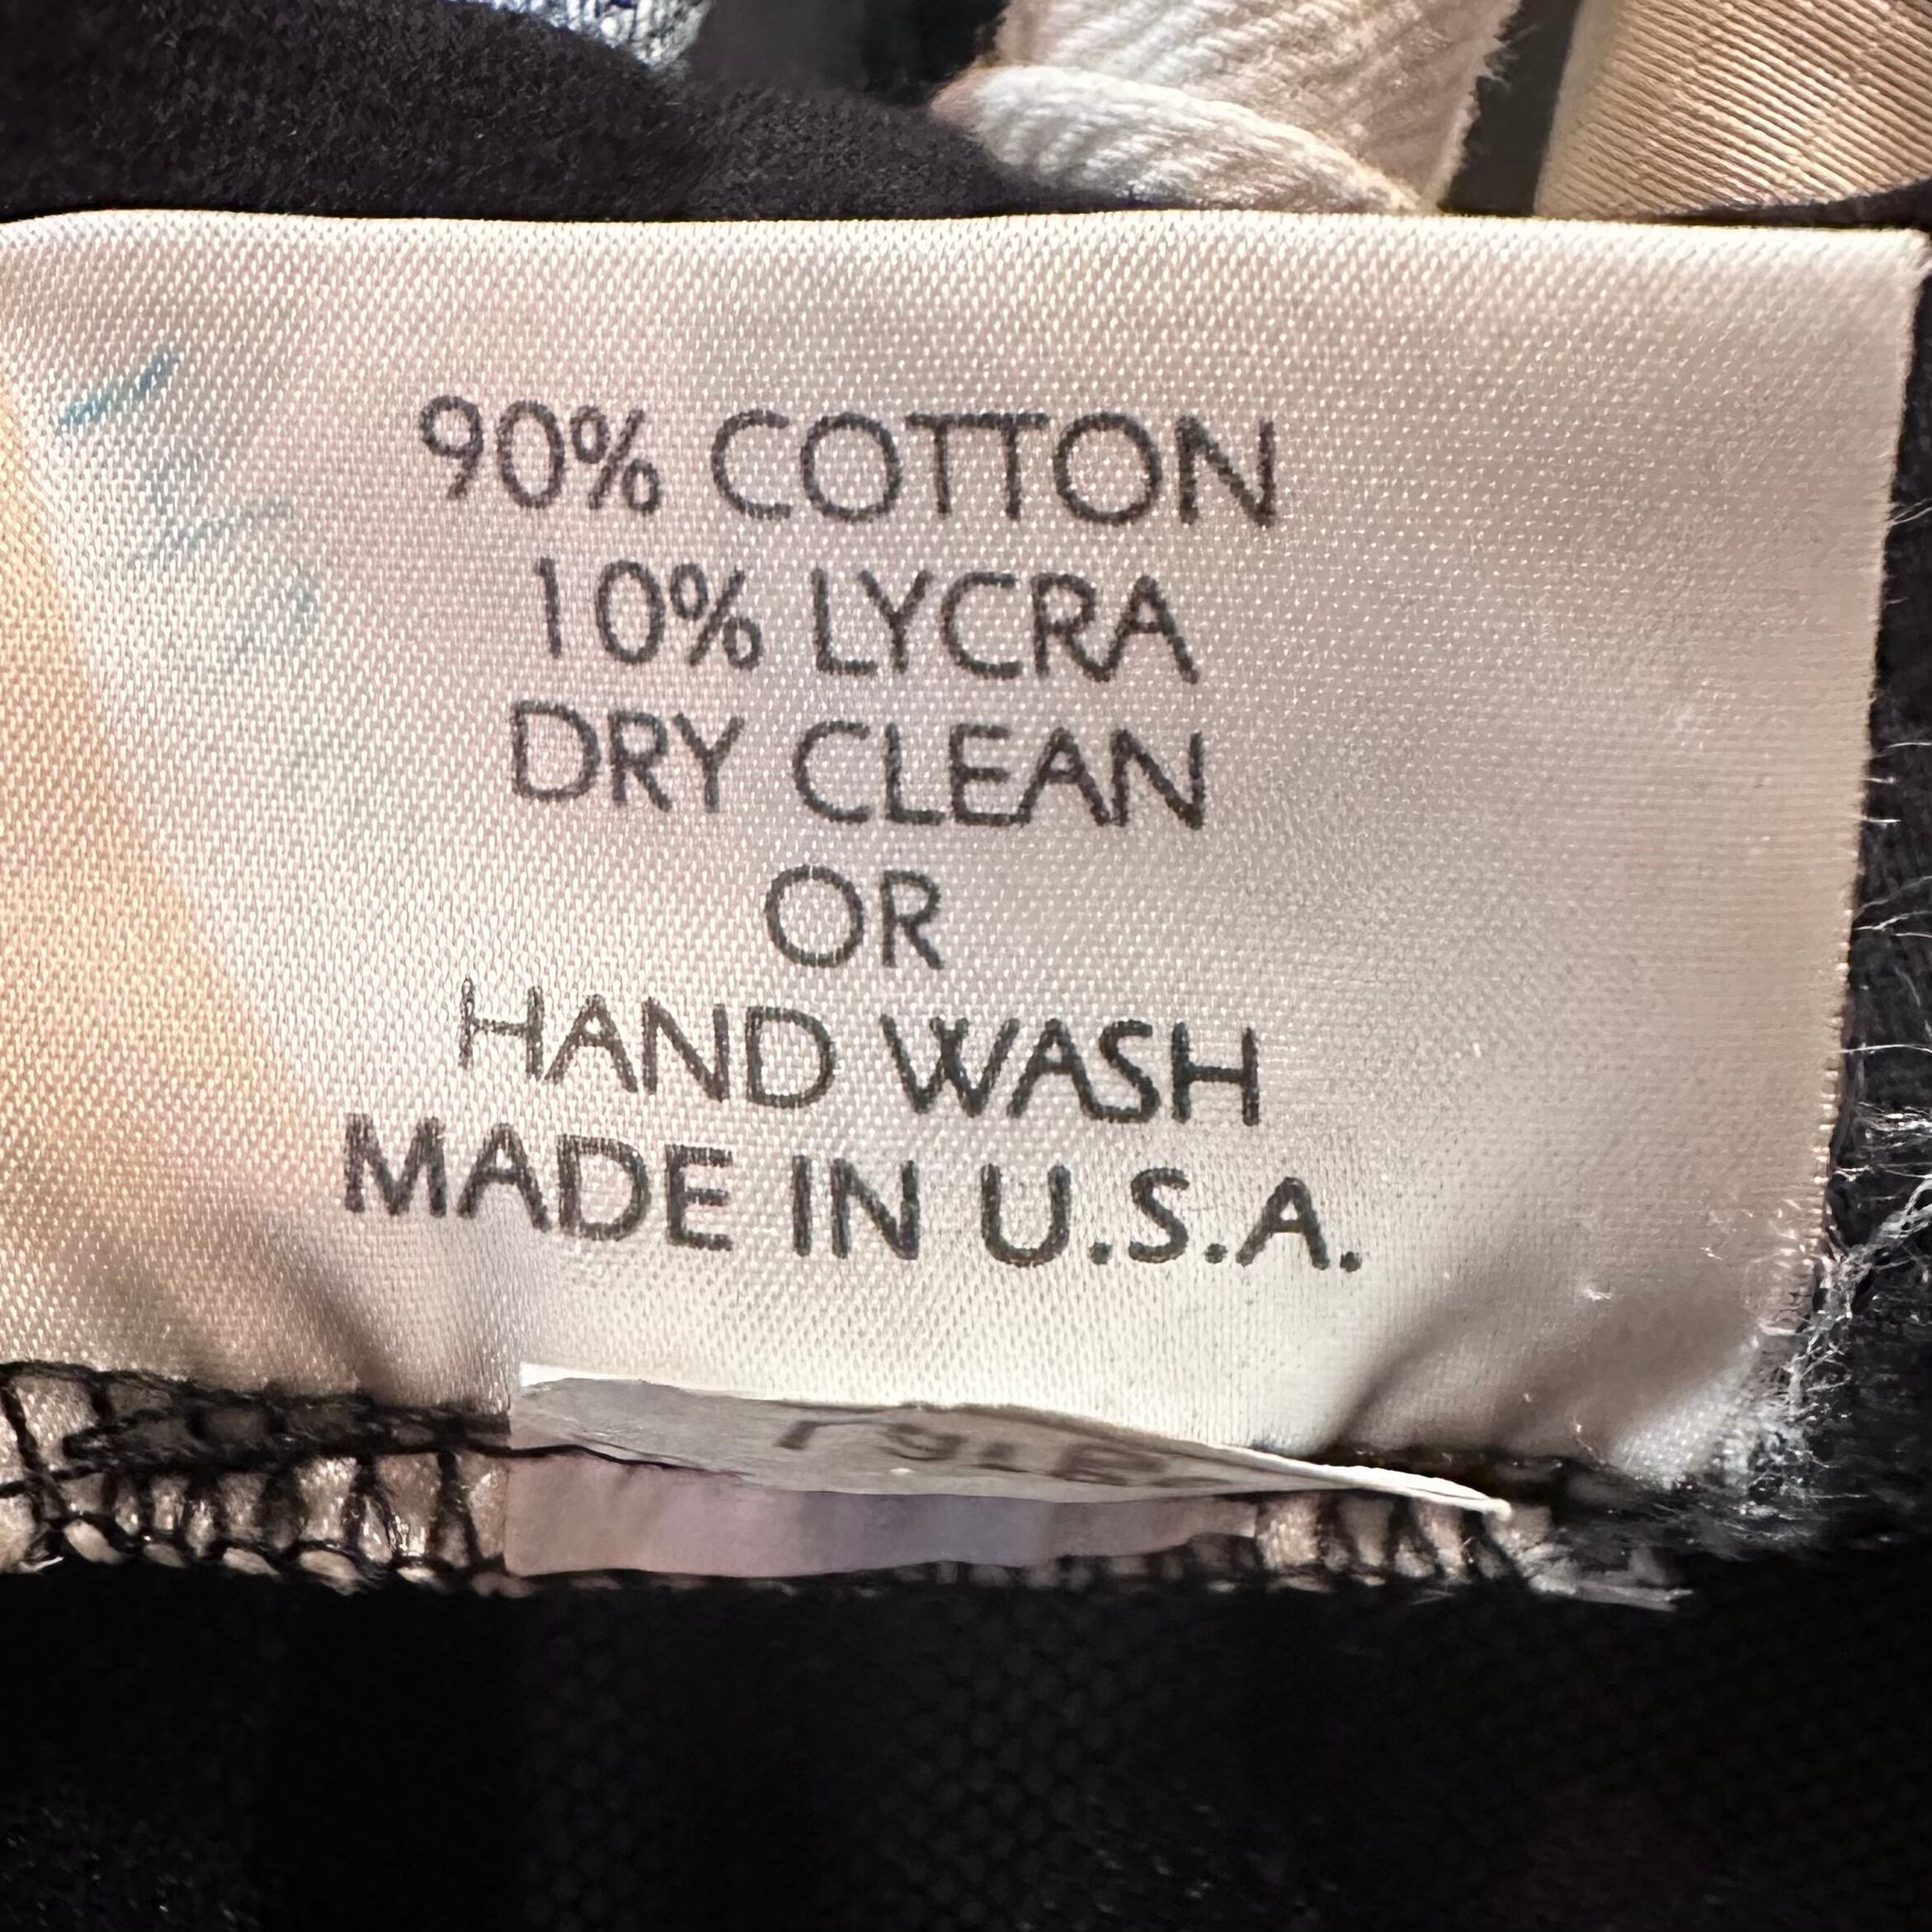 90% COTTON
10% LYCRA
DRY CLEAN
OR
HAND WASH
MADE IN U.S.A.